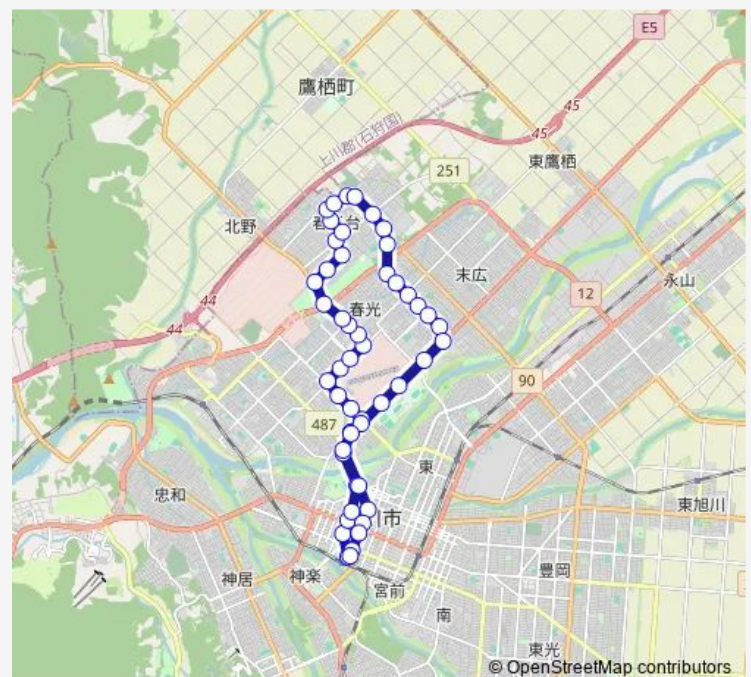 E5
鷹栖町
45
上川郡(石狩国)
45
東鷹栖
251
北野
台
末広
永山
12
44
春光
44
90
487
東
忠和
東旭川
市
豊岡
神居
神楽
宮前
南
東光
© OpenStreetMap contributors